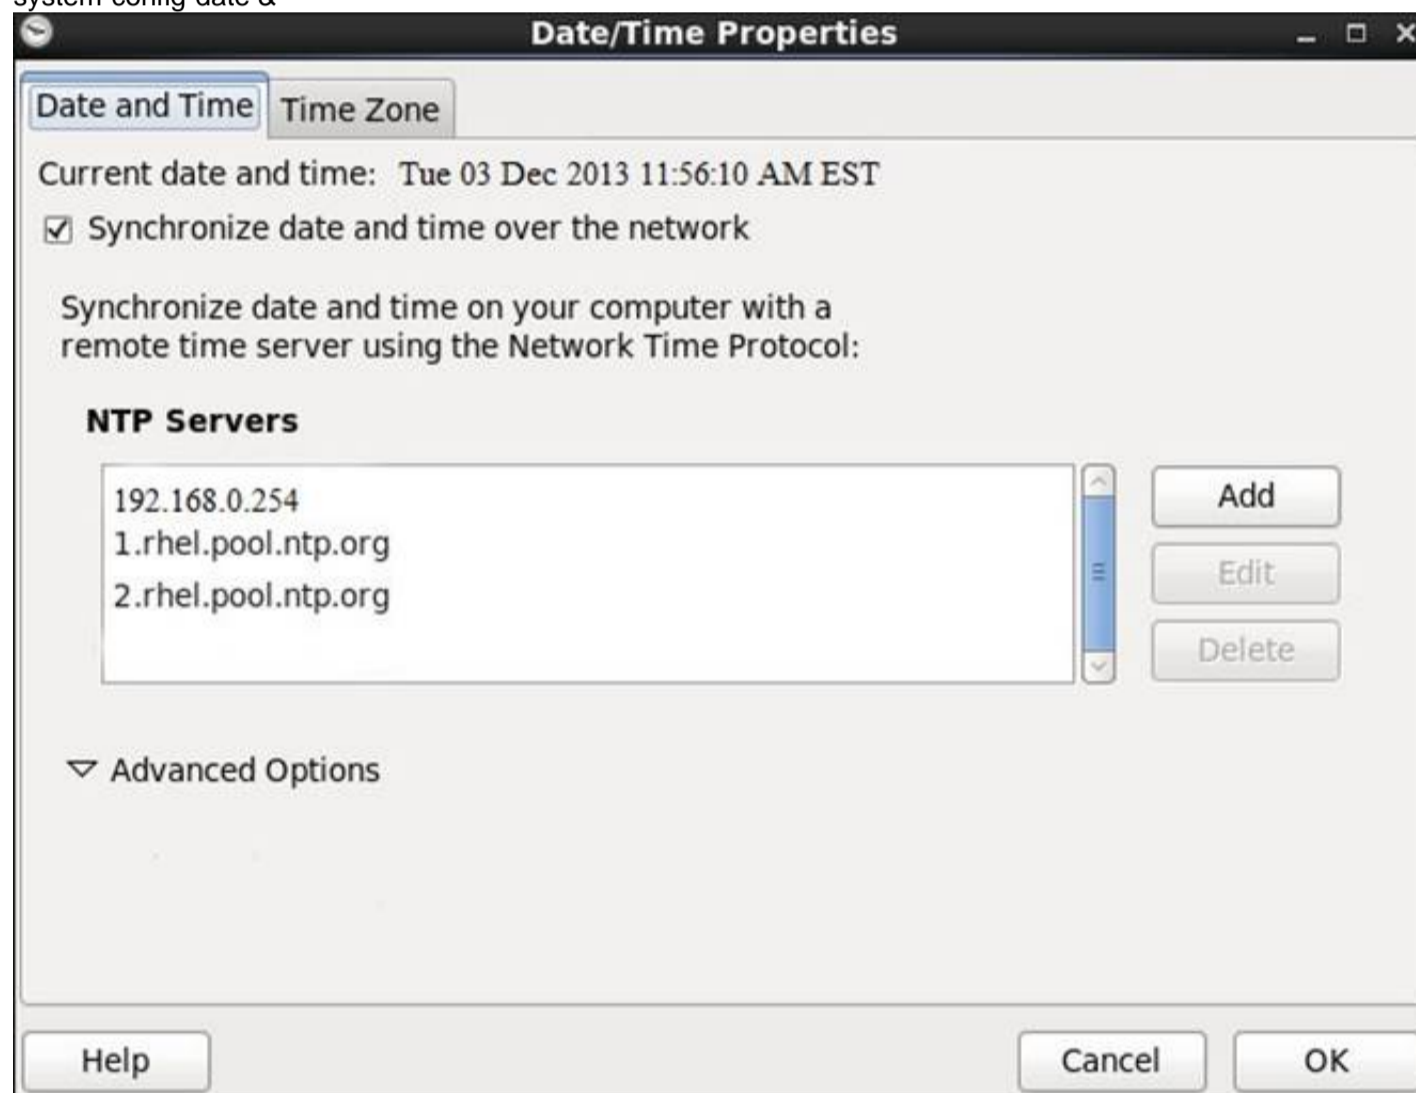 system-config-date &
Date/Time Properties
Date and Time
Time Zone
Current date and time: Tue 03 Dec 2013 11:56:10 AM EST
Synchronize date and time over the network
Synchronize date and time on your computer with a
remote time server using the Network Time Protocol:
NTP Servers
192.168.0.254
1.rhel.pool.ntp.org
2.rhel.pool.ntp.org
Add
Edit
Delete
Advanced Options
Help
Cancel
OK